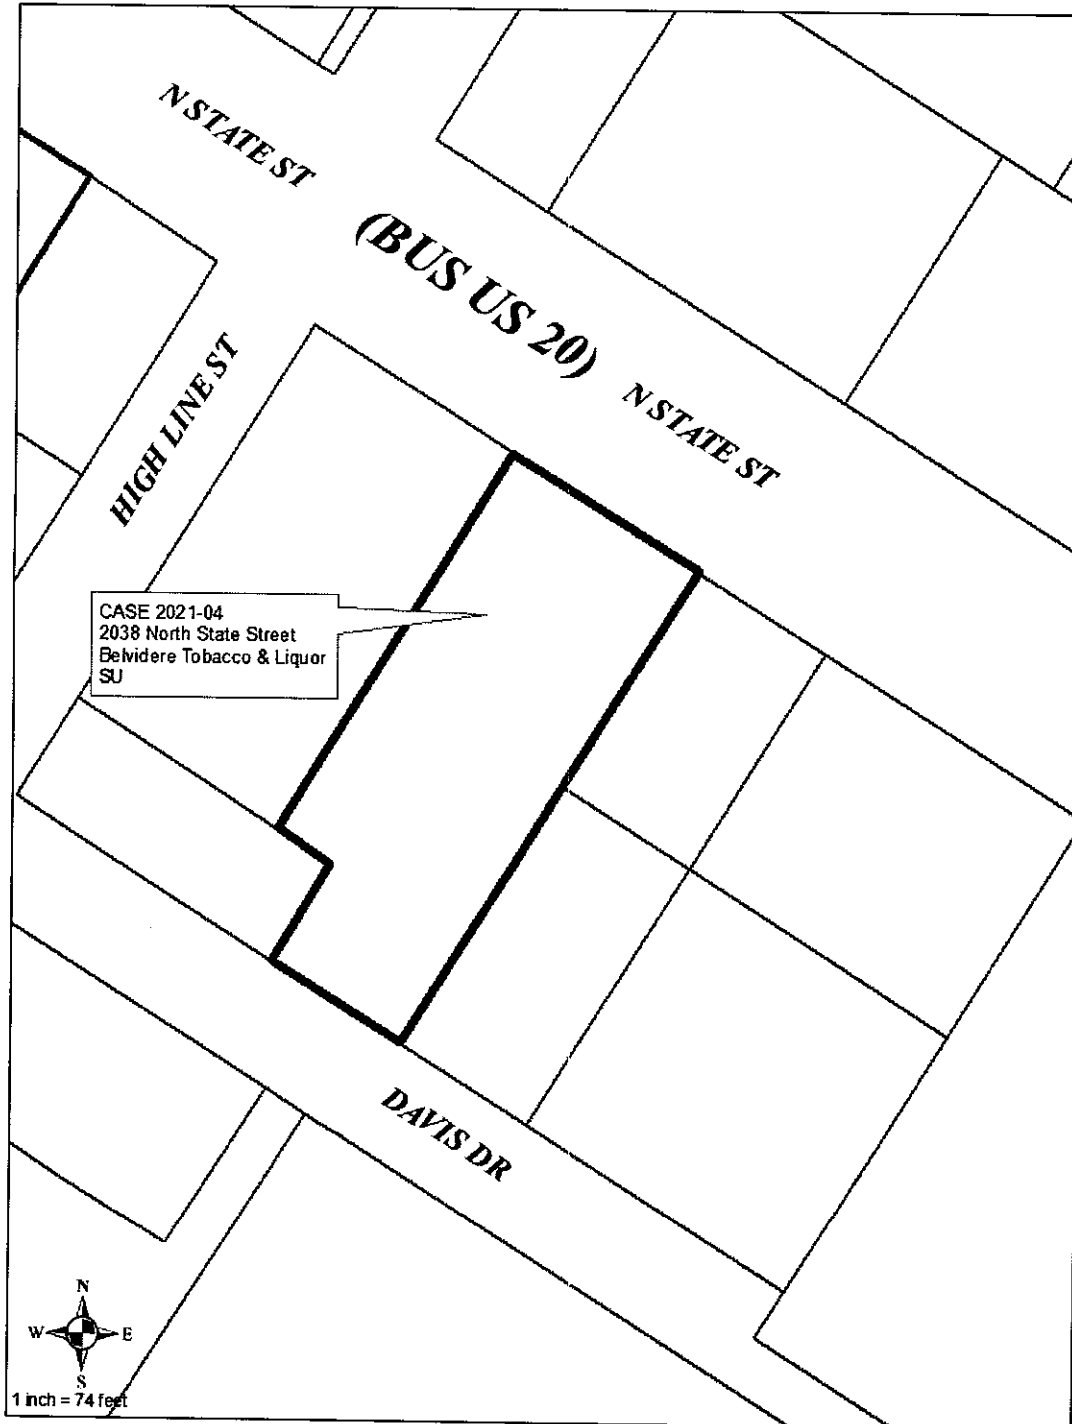 N STATE ST
(BUS US 20)
N STATE ST
HIGH LINE ST
CASE 2021-04
2038 North State Street
Belvidere Tobacco & Liquor
SU
DAVIS DR
N
W E
S
1 inch = 74 feet